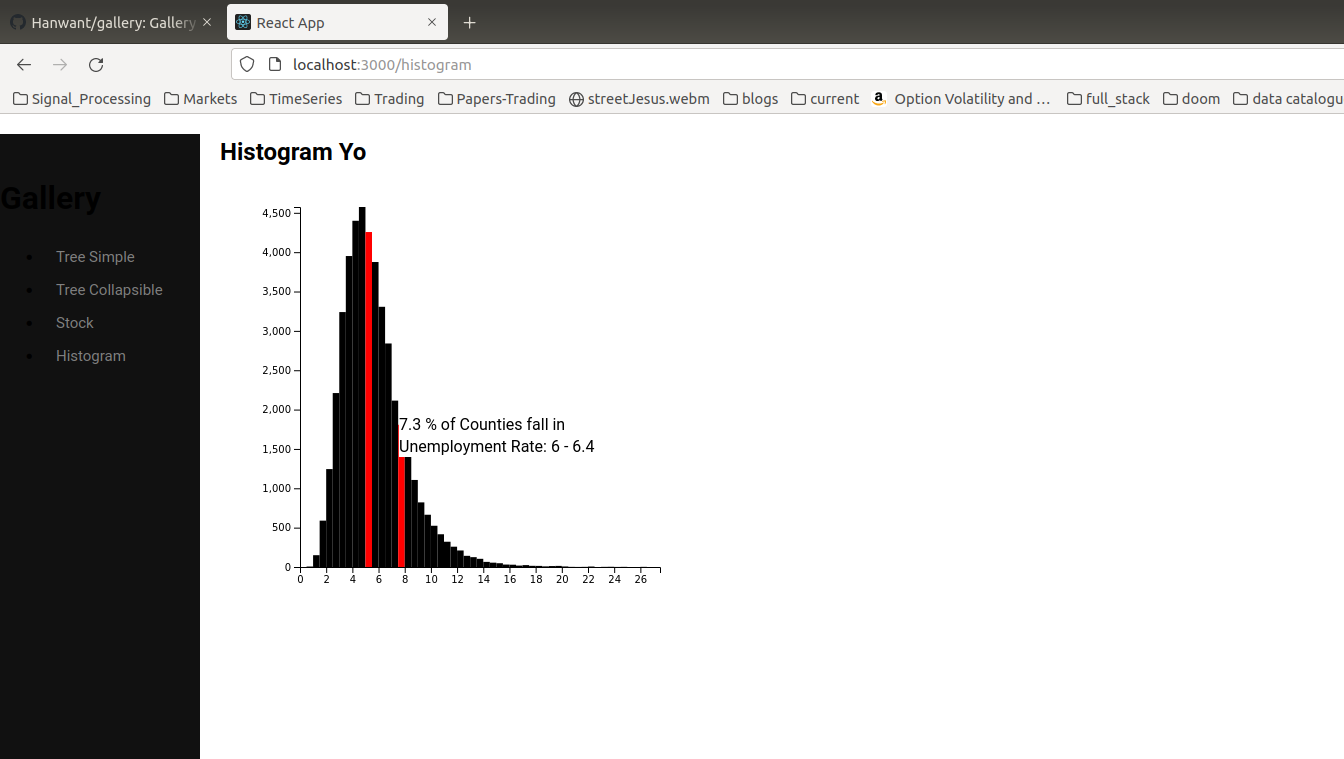 Hanwant/gallery: Gallery
React App
localhost:3000/histogram
Signal_Processing Markets TimeSeries Trading Papers-Trading streetJesus.webm blogs current Option Volatility and … full_stack doom data catalogu
Histogram Yo
Gallery
Tree Simple
Tree Collapsible
Stock
Histogram
4,500
4,000
3,500
3,000
2,500
2,000
1,500
1,000
500
0
7.3 % of Counties fall in
Unemployment Rate: 6 - 6.4
0 2 4 6 8 10 12 14 16 18 20 22 24 26